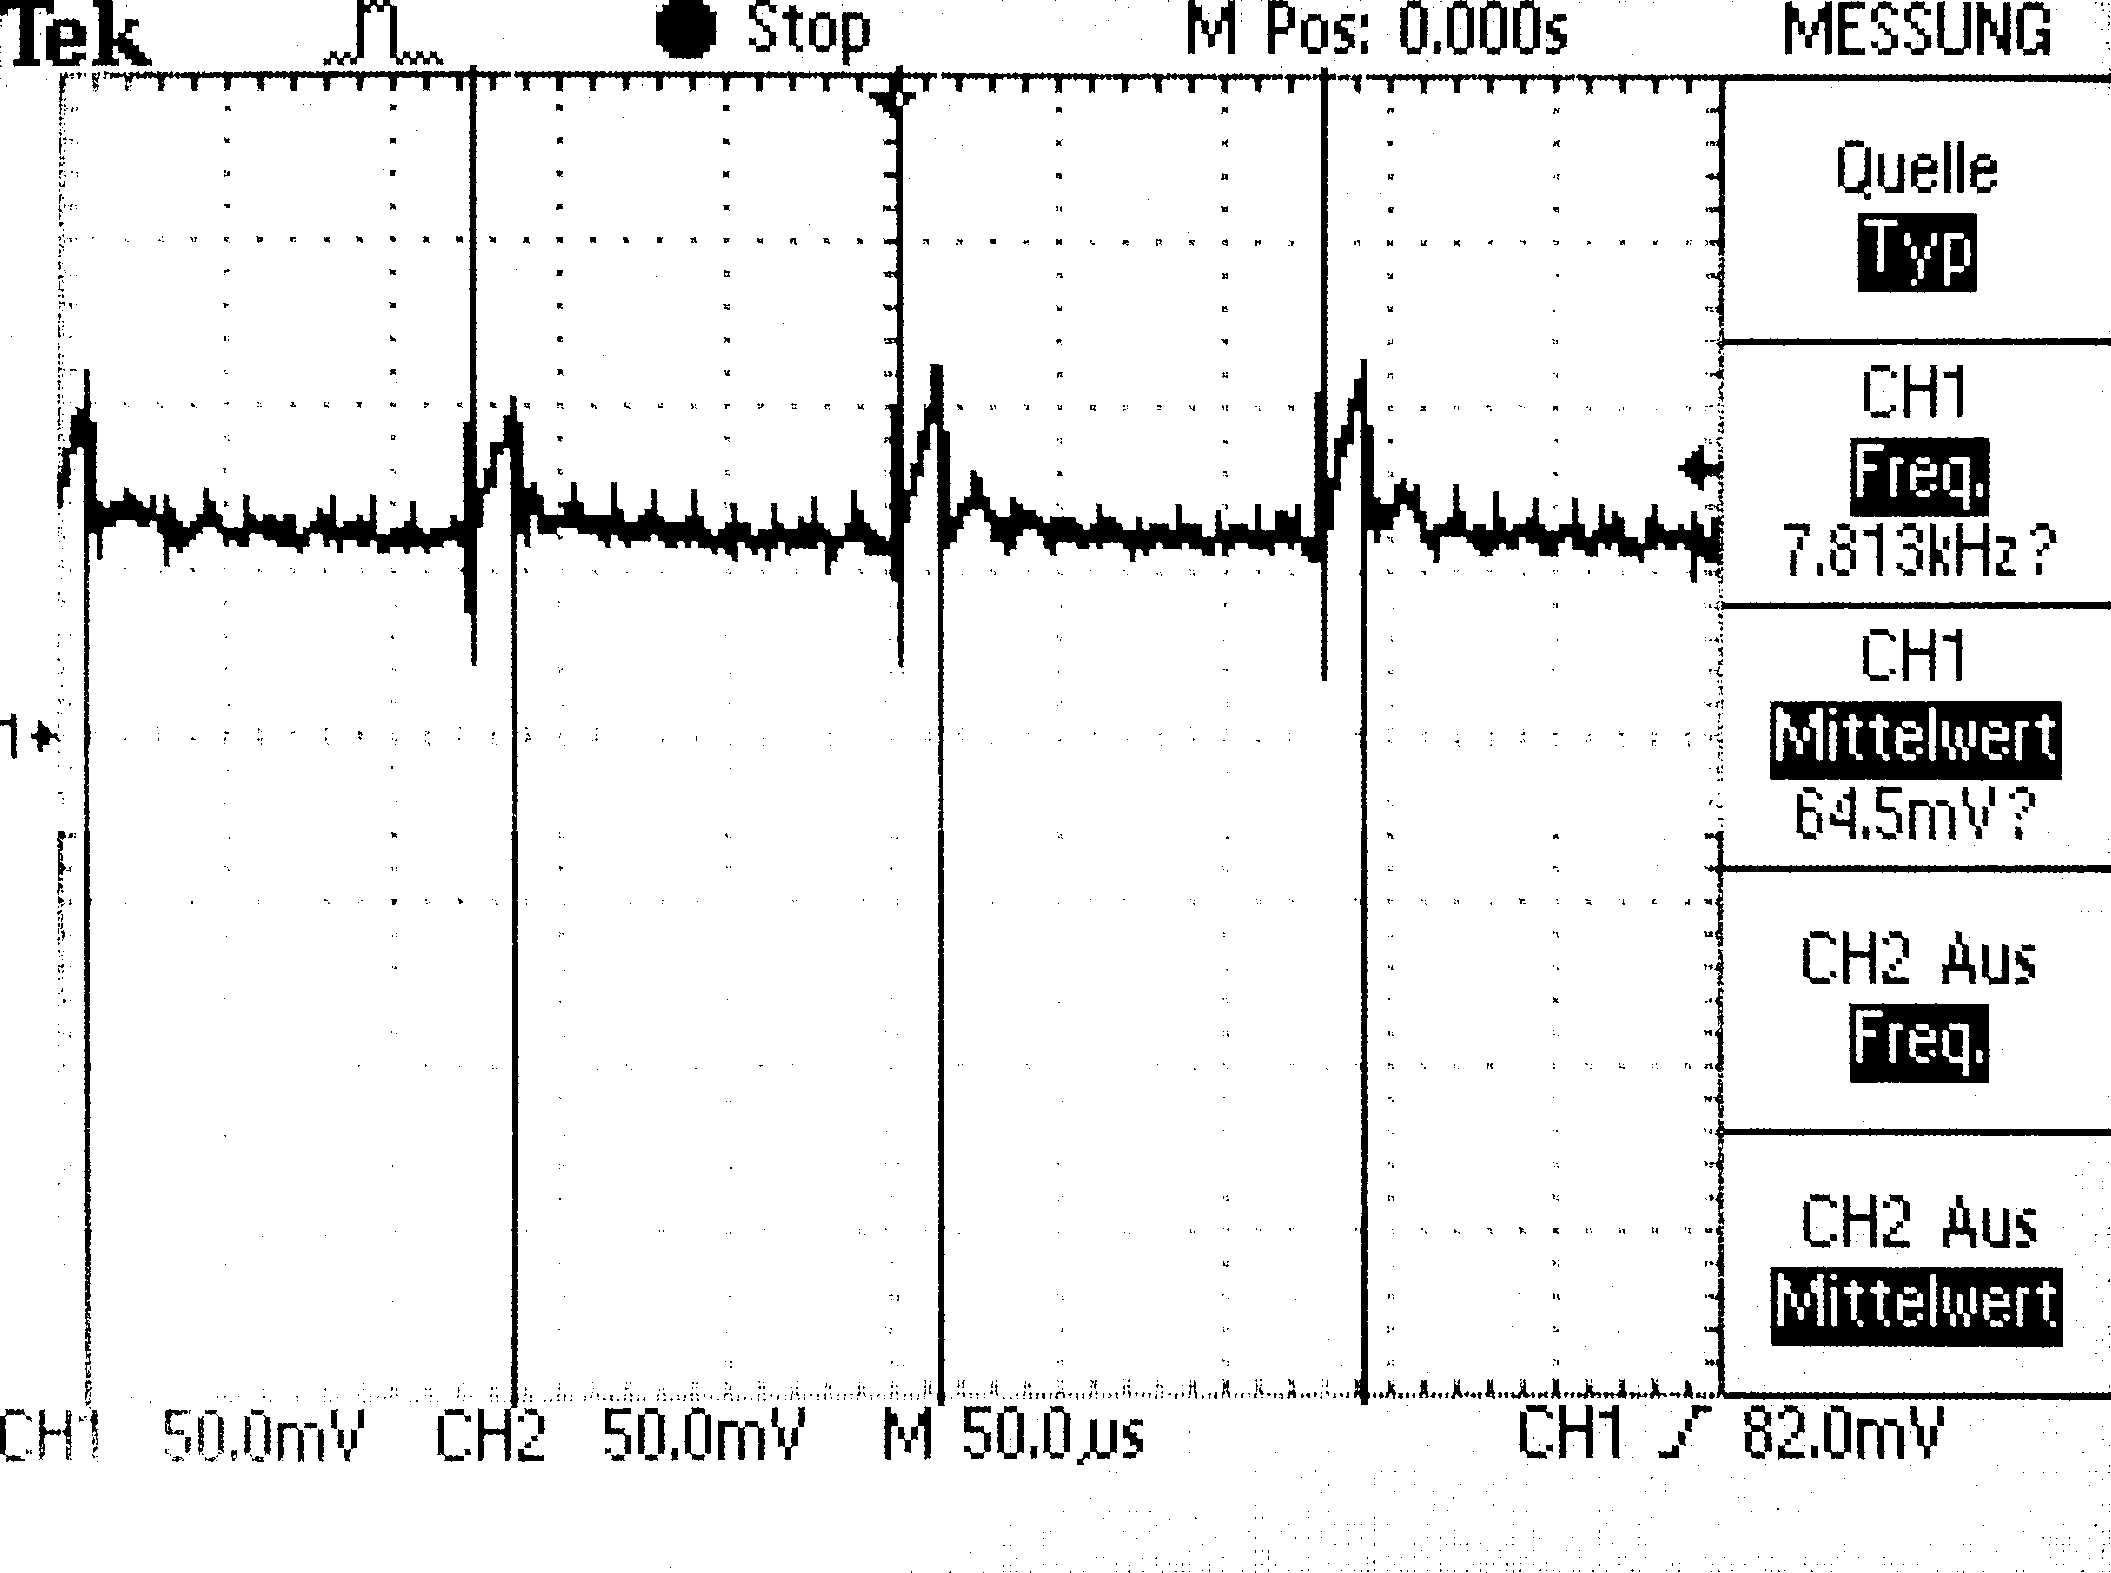 Tek Stop M Pos: 0.000s MESSUNG
Quelle
Typ
CH1
Freq.
7.813kHz?
1
CH1
Mittelwert
64.5mV?
CH2 Aus
Freq.
CH2 Aus
Mittelwert
CH1 50.0mV CH2 50.0mV M 50.0µs CH1 82.0mV